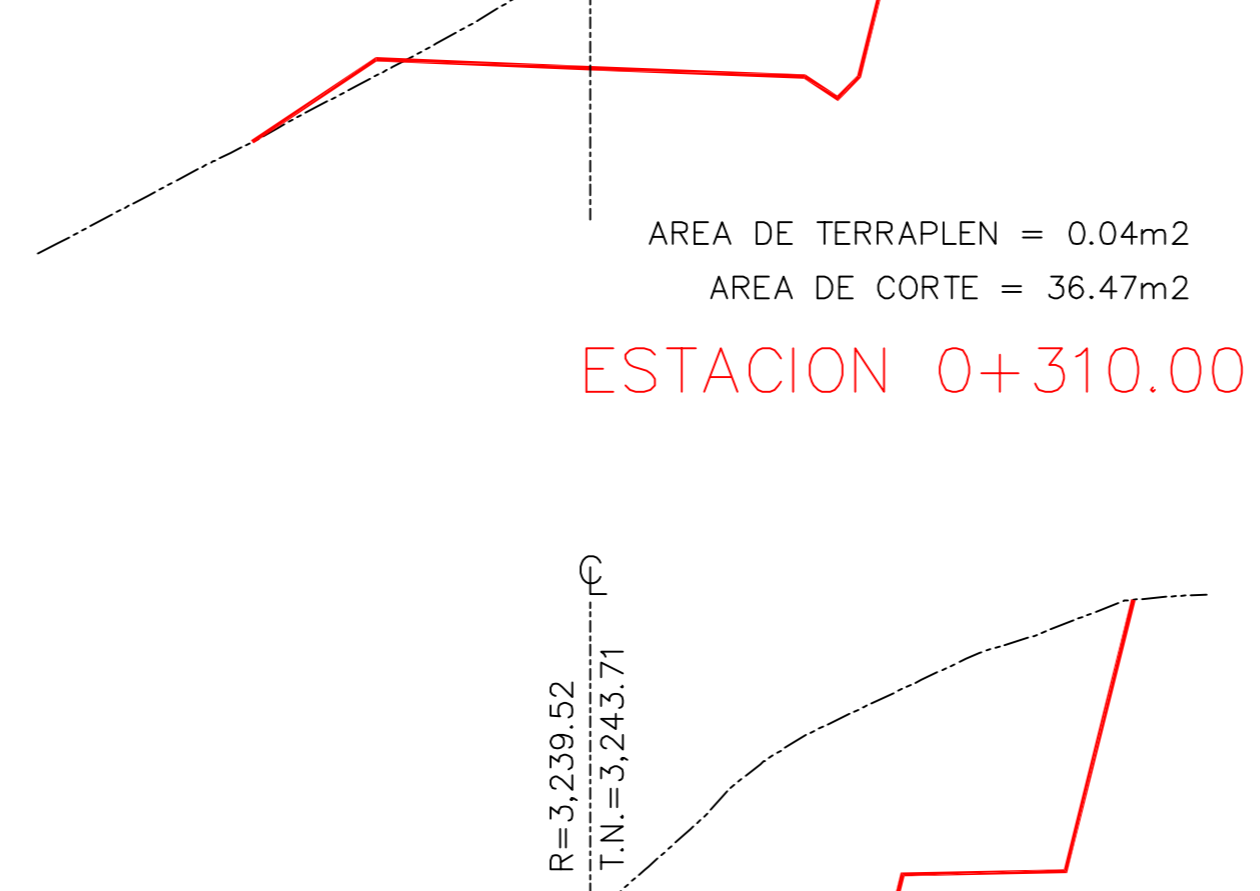 AREA DE TERRAPLEN = 0.04m2
AREA DE CORTE = 36.47m2
ESTACION 0+310.00
℄
R=3,239.52
T.N.=3,243.71